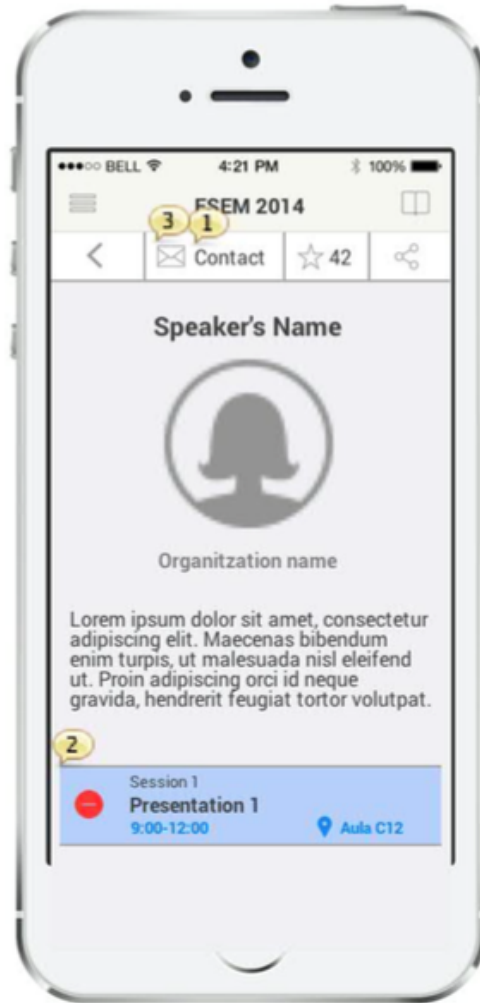 BELL 4:21 PM 100%
ESEM 2014
3 1
Contact 42
Speaker's Name
Organitzation name
Lorem ipsum dolor sit amet, consectetur
adipiscing elit. Maecenas bibendum
enim turpis, ut malesuada nisl eleifend
ut. Proin adipiscing orci id neque
gravida, hendrerit feugiat tortor volutpat.
2
Session 1
Presentation 1
9:00-12:00 Aula C12